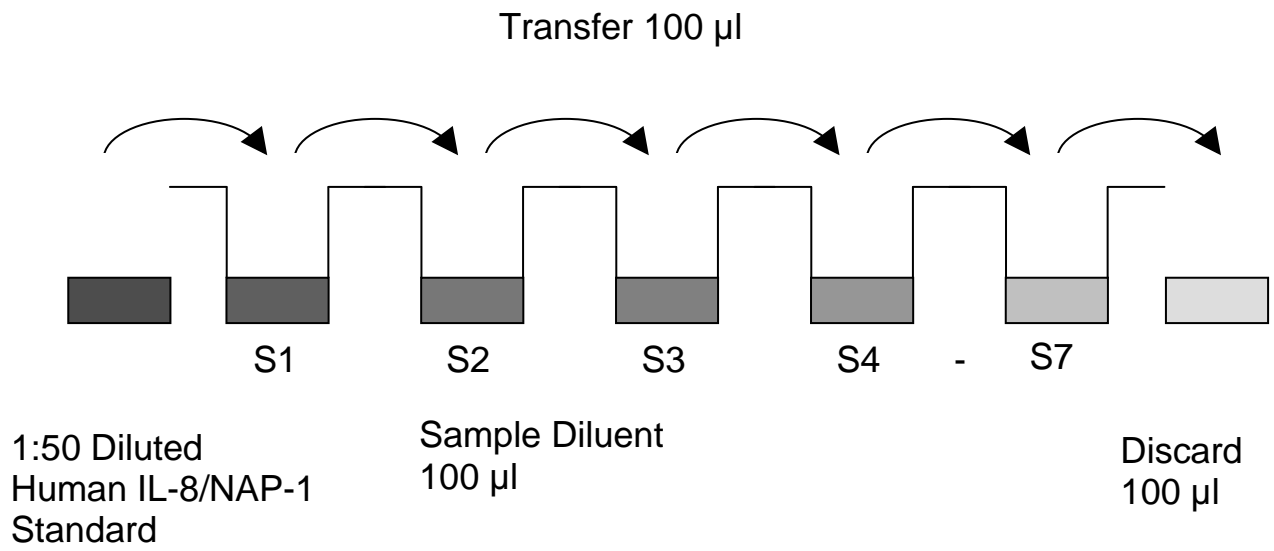 Transfer 100 µl
S1 S2 S3 S4 - S7
1:50 Diluted
Human IL-8/NAP-1
Standard
Sample Diluent
100 µl
Discard
100 µl